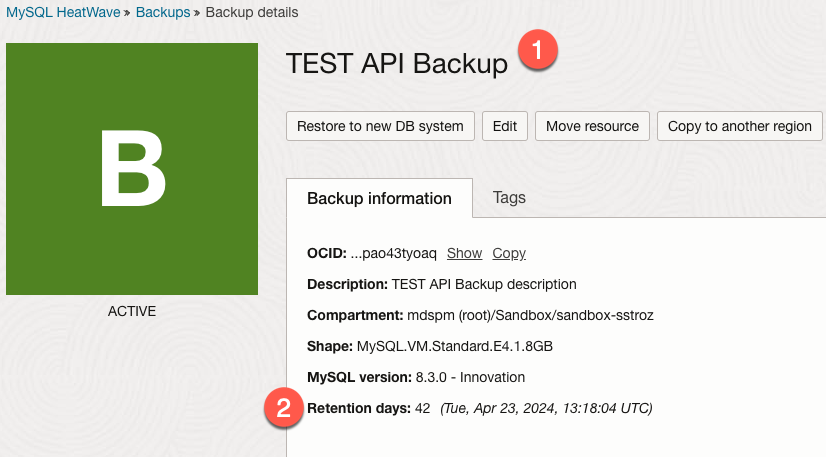 MySQL HeatWave » Backups » Backup details
B
ACTIVE
TEST API Backup
1
Restore to new DB system
Edit
Move resource
Copy to another region
Backup information
Tags
OCID: ...pao43tyoaq Show Copy
Description: TEST API Backup description
Compartment: mdspm (root)/Sandbox/sandbox-sstroz
Shape: MySQL.VM.Standard.E4.1.8GB
MySQL version: 8.3.0 - Innovation
2
Retention days: 42 (Tue, Apr 23, 2024, 13:18:04 UTC)